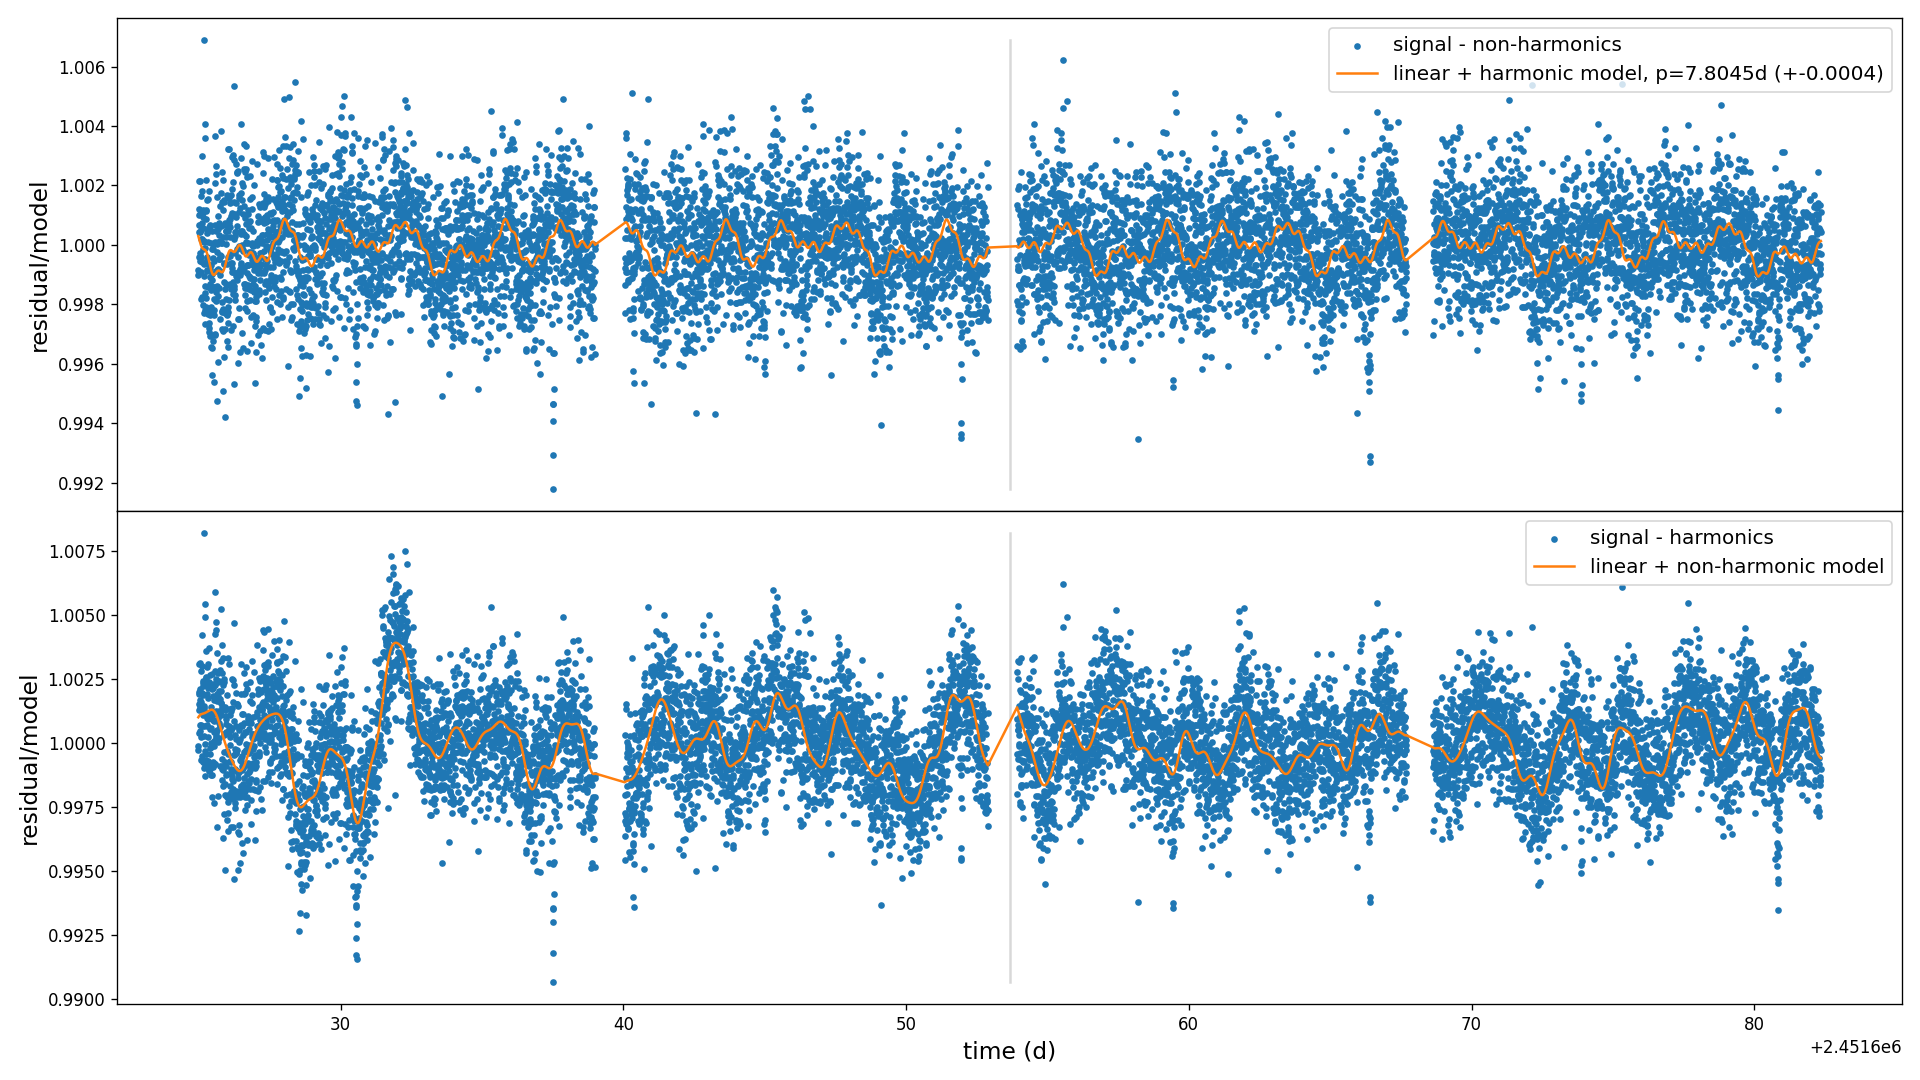 signal - non-harmonics
linear + harmonic model, p=7.8045d (+-0.0004)
1.006
1.004
1.002
1.000
0.998
0.996
0.994
0.992
residual/model
signal - harmonics
linear + non-harmonic model
1.0075
1.0050
1.0025
1.0000
0.9975
0.9950
0.9925
0.9900
residual/model
30 40 50 60 70 80
time (d)
+2.4516e6